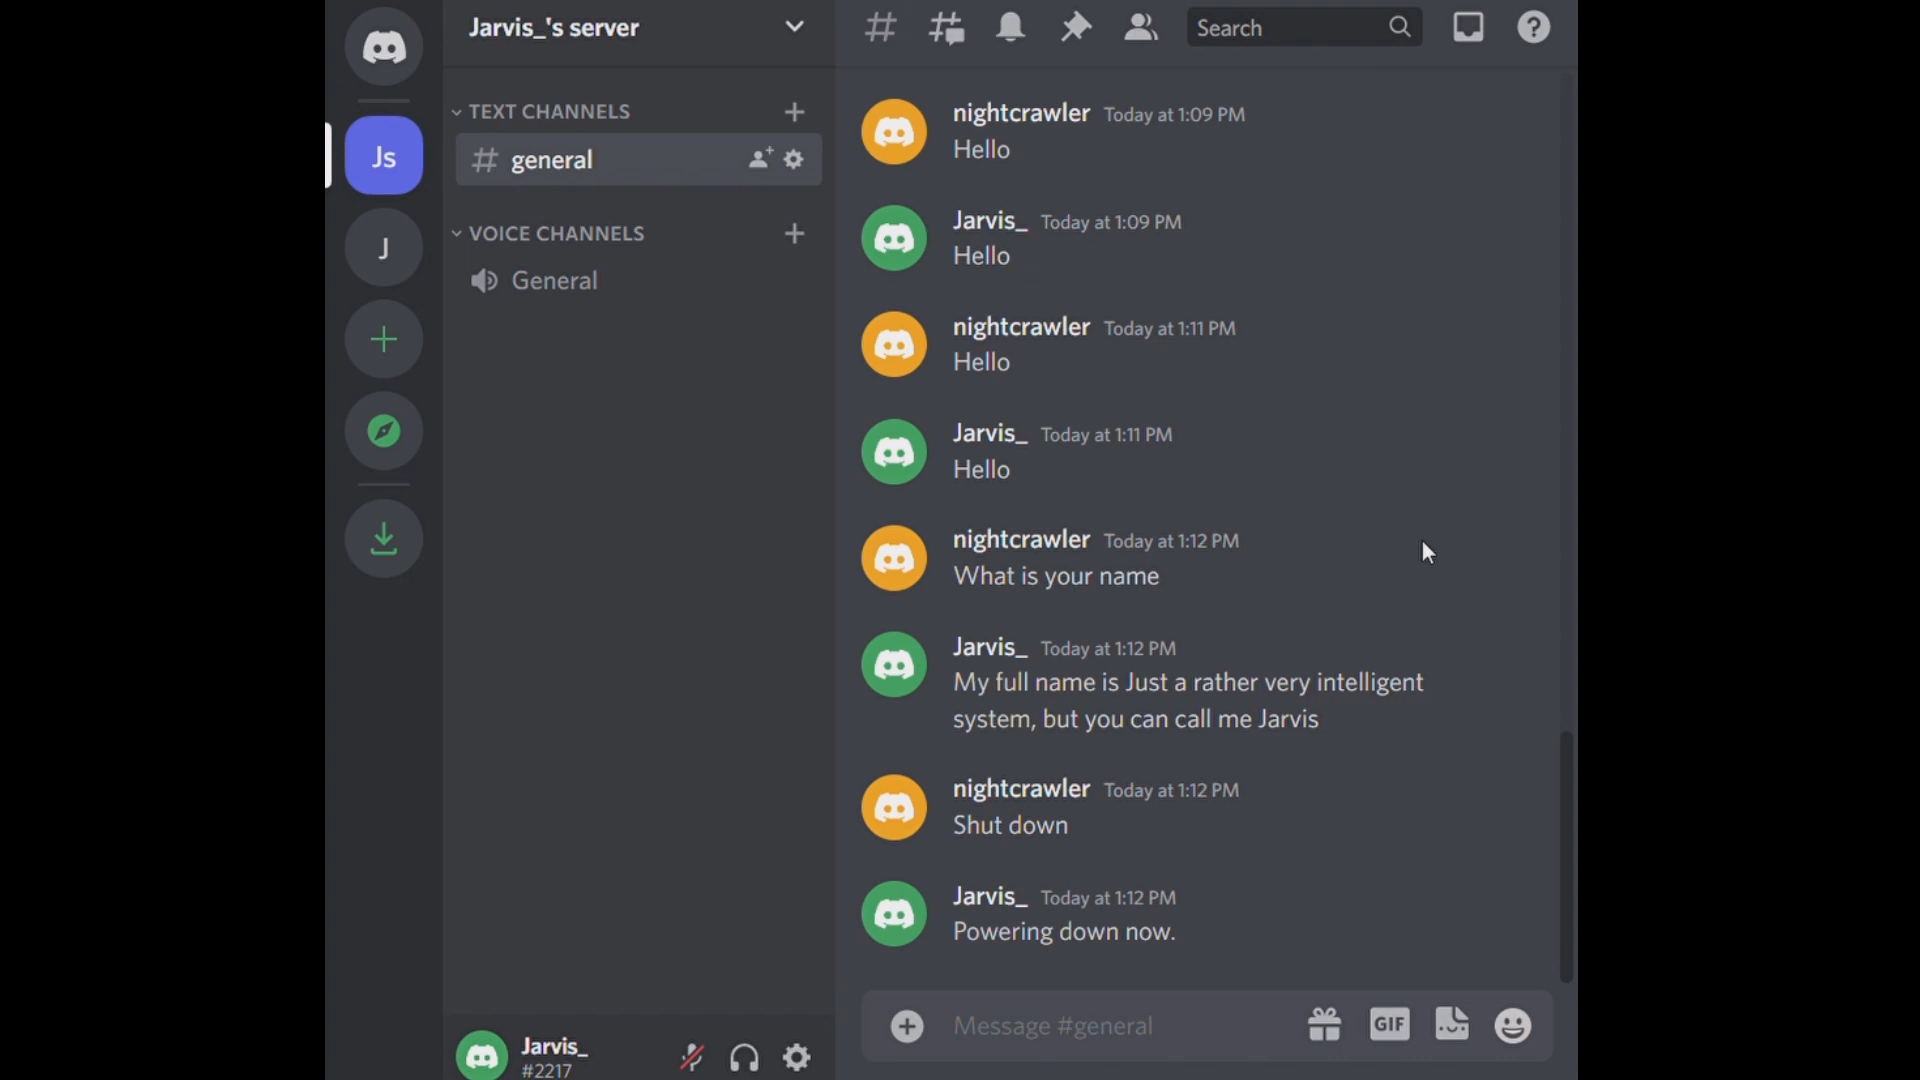 Jarvis_'s server
Search
TEXT CHANNELS
Js
general
J
VOICE CHANNELS
General
nightcrawler Today at 1:09 PM
Hello
Jarvis_ Today at 1:09 PM
Hello
nightcrawler Today at 1:11 PM
Hello
Jarvis_ Today at 1:11 PM
Hello
nightcrawler Today at 1:12 PM
What is your name
Jarvis_ Today at 1:12 PM
My full name is Just a rather very intelligent
system, but you can call me Jarvis
nightcrawler Today at 1:12 PM
Shut down
Jarvis_ Today at 1:12 PM
Powering down now.
Message #general
GIF
Jarvis_
#2217